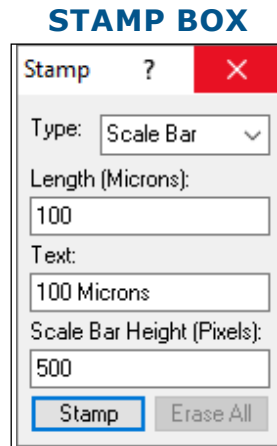 STAMP BOX
Stamp ?
Type: Scale Bar
Length (Microns):
100
Text:
100 Microns
Scale Bar Height (Pixels):
500
Stamp Erase All